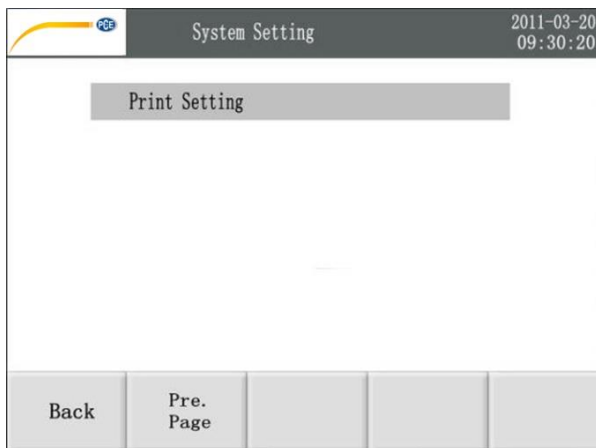 PCE
System Setting
2011-03-20
09:30:20
Print Setting
Back
Pre.
Page